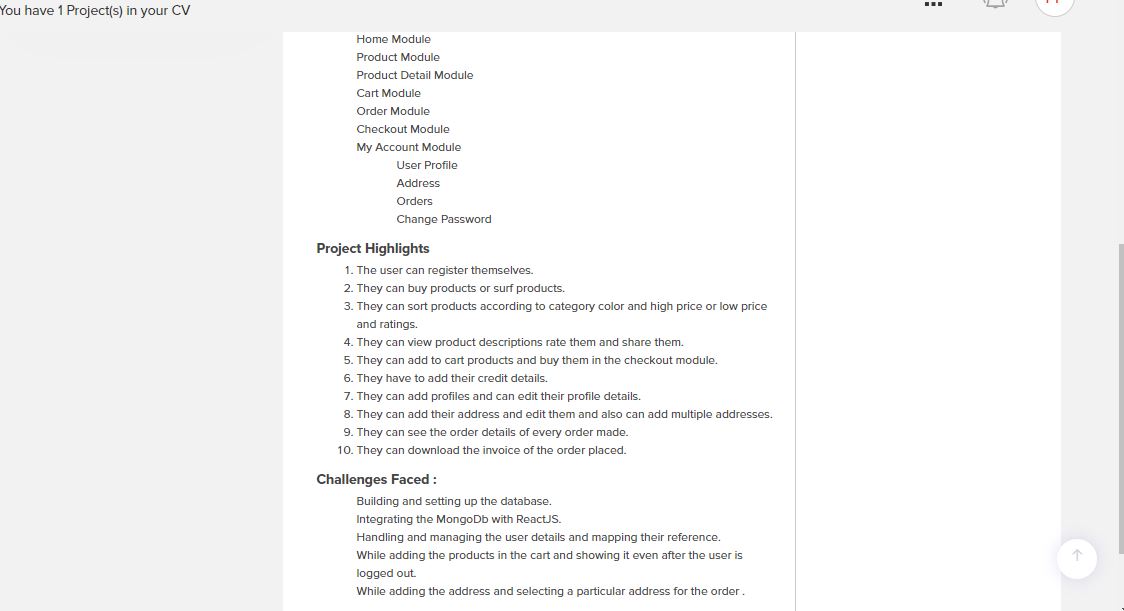 You have 1 Project(s) in your CV
Home Module
Product Module
Product Detail Module
Cart Module
Order Module
Checkout Module
My Account Module
User Profile
Address
Orders
Change Password
Project Highlights
1. The user can register themselves.
2. They can buy products or surf products.
3. They can sort products according to category color and high price or low price
and ratings.
4. They can view product descriptions rate them and share them.
5. They can add to cart products and buy them in the checkout module.
6. They have to add their credit details.
7. They can add profiles and can edit their profile details.
8. They can add their address and edit them and also can add multiple addresses.
9. They can see the order details of every order made.
10. They can download the invoice of the order placed.
Challenges Faced :
Building and setting up the database.
Integrating the MongoDb with ReactJS.
Handling and managing the user details and mapping their reference.
While adding the products in the cart and showing it even after the user is
logged out.
While adding the address and selecting a particular address for the order .